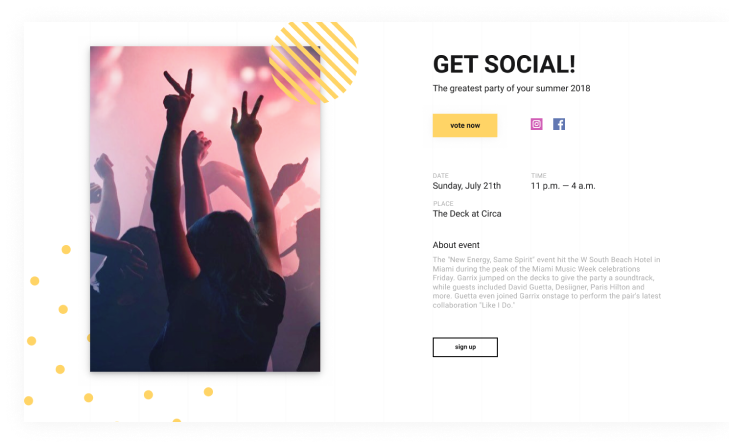 GET SOCIAL!
The greatest party of your summer 2018
vote now
DATE
TIME
Sunday, July 21th
11 p.m. — 4 a.m.
PLACE
The Deck at Circa
About event
The "New Energy, Same Spirit" event hit the W South Beach Hotel in
Miami during the peak of the Miami Music Week celebrations
Friday. Garrix jumped on the decks to give the party a soundtrack,
while guests included David Guetta, Desiigner, Paris Hilton and
more. Guetta even joined Garrix onstage to perform the pair's latest
collaboration "Like I Do."
sign up